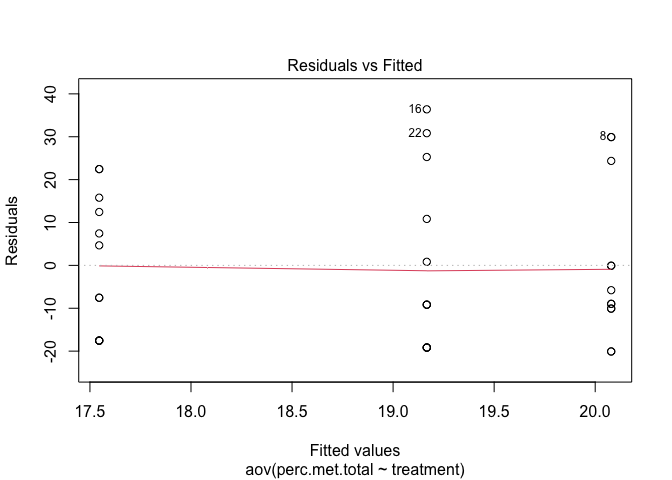 Residuals vs Fitted
40
30
20
10
0
-10
-20
Residuals
16
22
8
17.5 18.0 18.5 19.0 19.5 20.0
Fitted values
aov(perc.met.total ~ treatment)